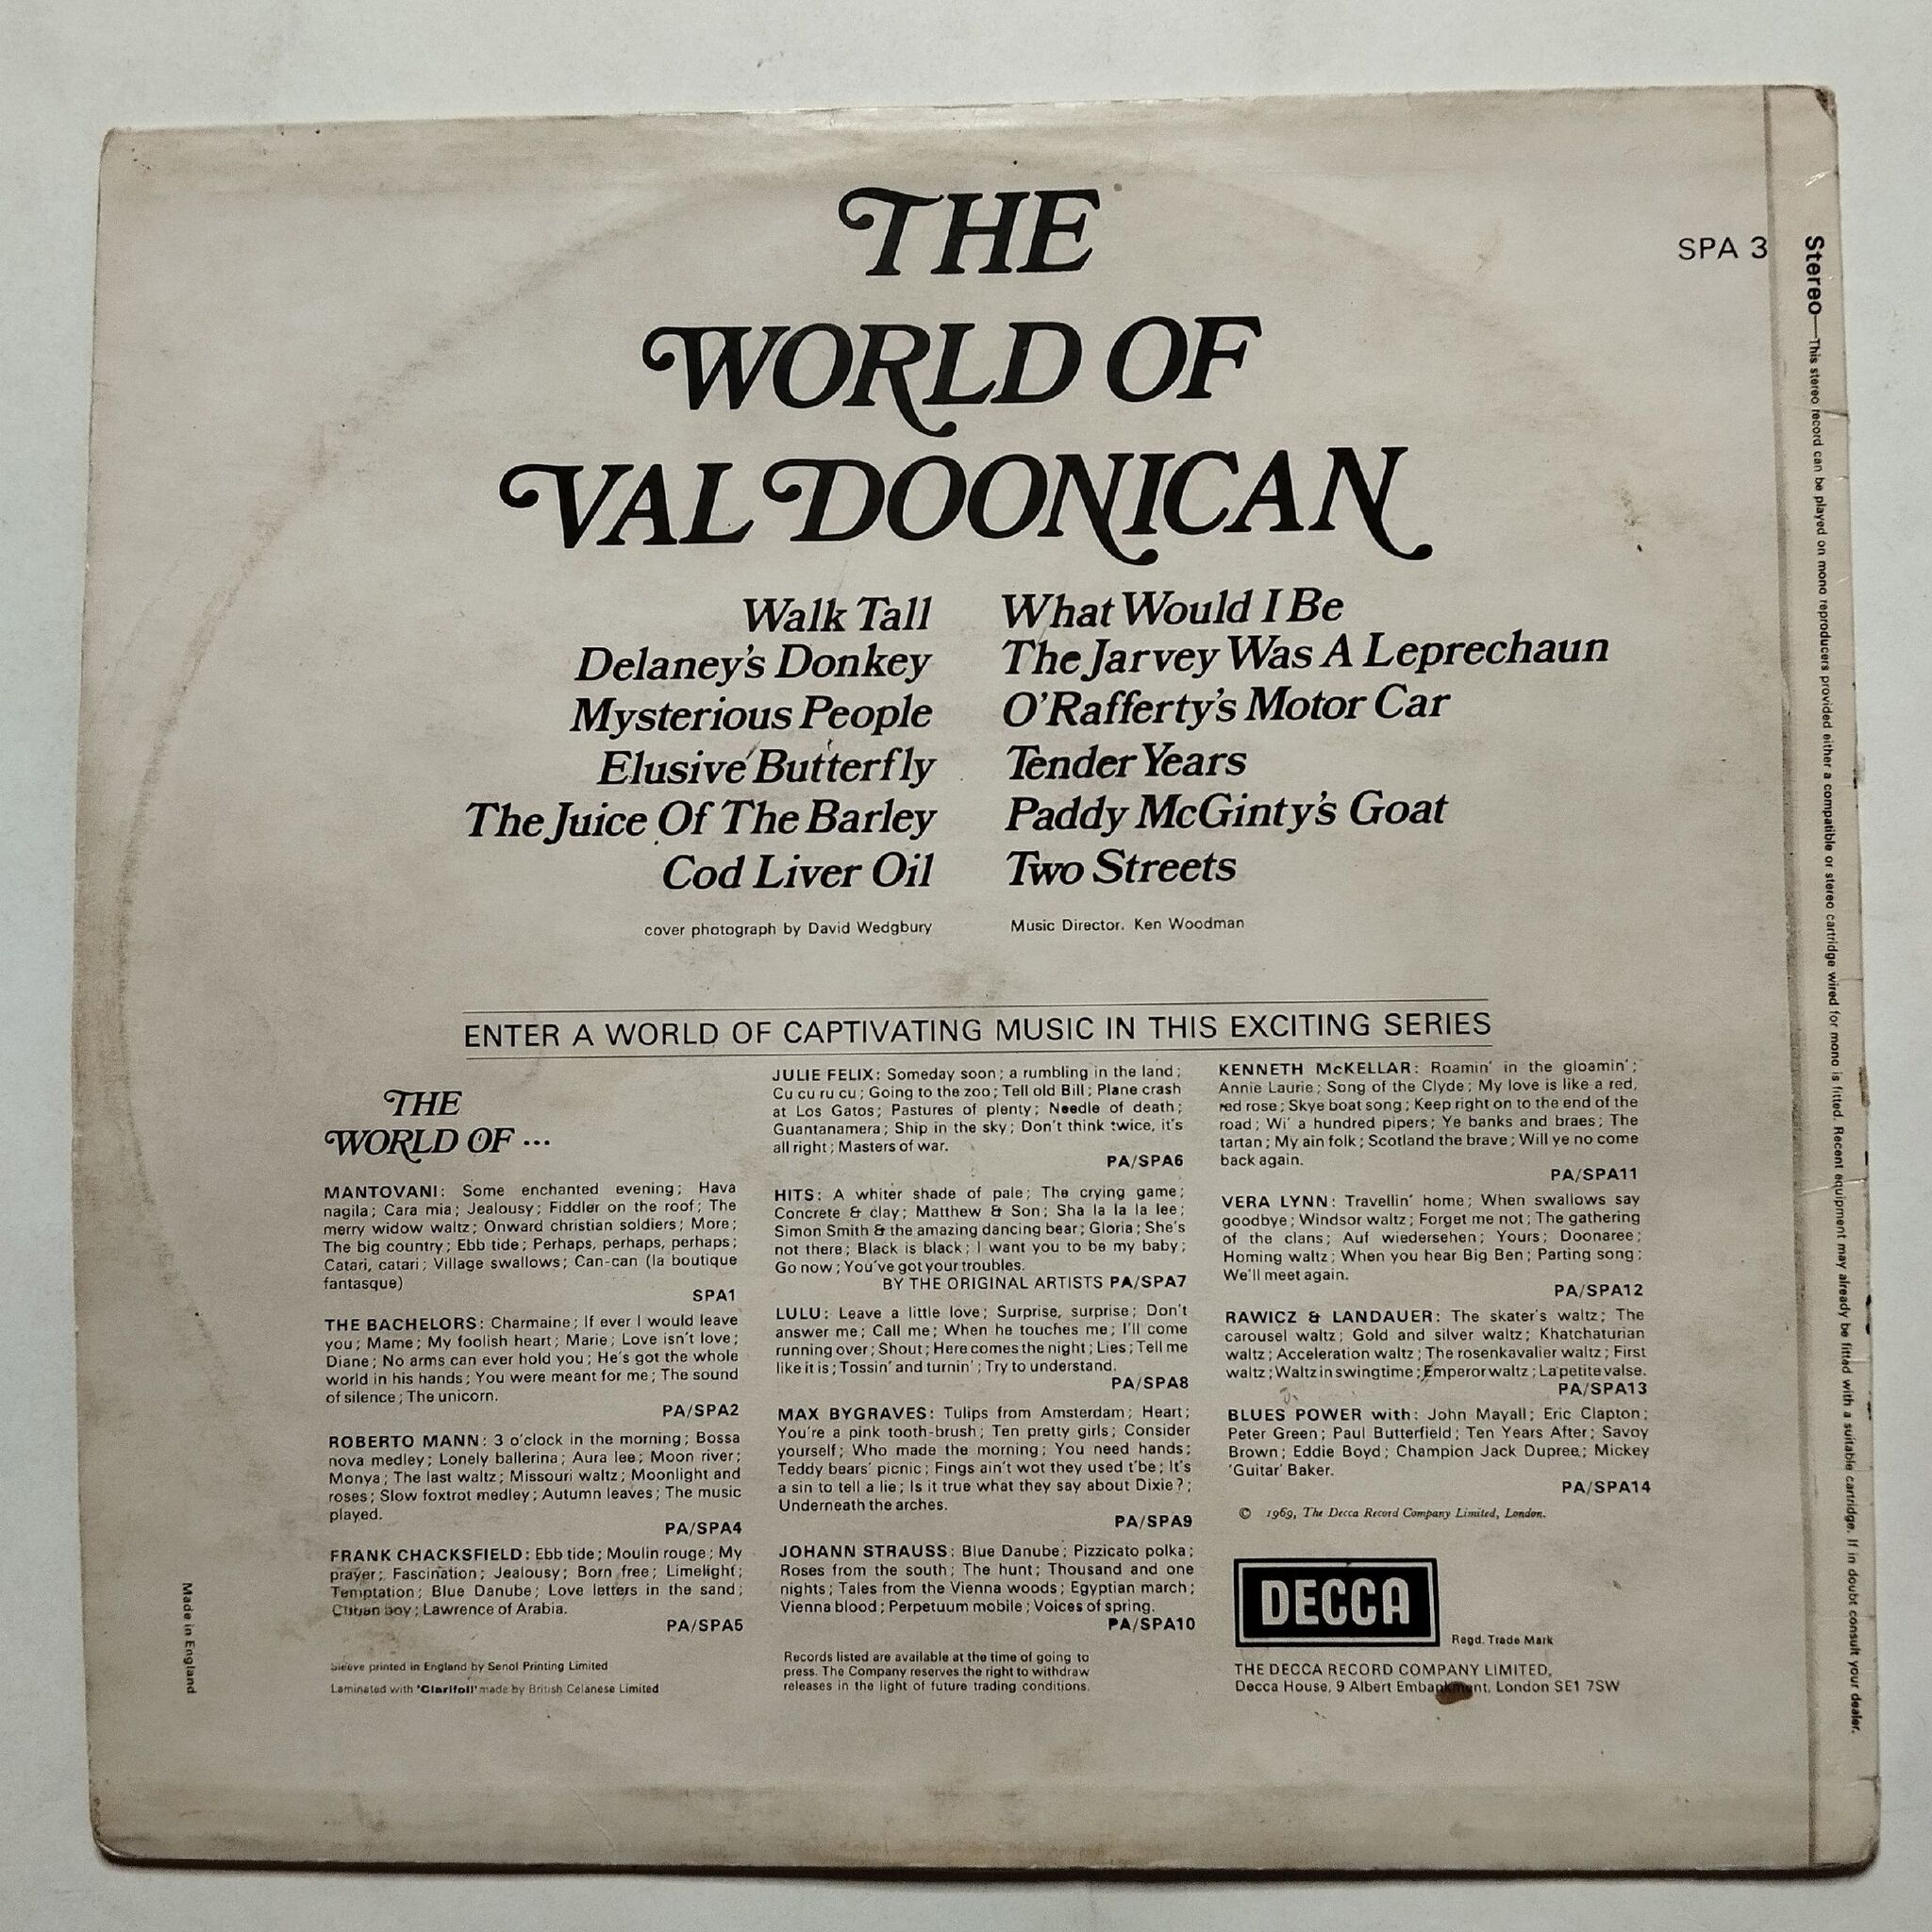 THE
WORLD OF
VAL DOONICAN
SPA 3
Walk Tall
Delaney's Donkey
Mysterious People
Elusive Butterfly
The Juice Of The Barley
Cod Liver Oil
cover photograph by David Wedgbury
What Would I Be
The Jarvey Was A Leprechaun
O'Rafferty's Motor Car
Tender Years
Paddy McGinty's Goat
Two Streets
Music Director. Ken Woodman
ENTER A WORLD OF CAPTIVATING MUSIC IN THIS EXCITING SERIES
THE
WORLD OF ...
MANTOVANI: Some enchanted evening; Hava
nagila; Cara mia; Jealousy; Fiddler on the roof; The
merry widow waltz; Onward christian soldiers; More;
The big country; Ebb tide; Perhaps, perhaps, perhaps;
Catari, catari; Village swallows; Can-can (la boutique
fantasque)
SPA1
THE BACHELORS: Charmaine; If ever I would leave
you; Mame; My foolish heart; Marie; Love isn't love;
Diane; No arms can ever hold you; He's got the whole
world in his hands; You were meant for me; The sound
of silence; The unicorn.
PA/SPA2
ROBERTO MANN: 3 o'clock in the morning; Bossa
nova medley; Lonely ballerina; Aura lee; Moon river;
Monya; The last waltz; Missouri waltz; Moonlight and
roses; Slow foxtrot medley; Autumn leaves; The music
played.
PA/SPA4
FRANK CHACKSFIELD: Ebb tide; Moulin rouge; My
prayer; Fascination; Jealousy; Born free; Limelight;
Temptation; Blue Danube; Love letters in the sand;
Cuban boy; Lawrence of Arabia.
PA/SPA5
Sleeve printed in England by Senol Printing Limited
Laminated with 'Clarifoil' made by British Celanese Limited
JULIE FELIX: Someday soon; a rumbling in the land;
Cu cu ru cu; Going to the zoo; Tell old Bill; Plane crash
at Los Gatos; Pastures of plenty; Needle of death;
Guantanamera; Ship in the sky; Don't think twice, it's
all right; Masters of war.
PA/SPA6
HITS: A whiter shade of pale; The crying game;
Concrete & clay; Matthew & Son; Sha la la la lee;
Simon Smith & the amazing dancing bear; Gloria; She's
not there; Black is black; I want you to be my baby;
Go now; You've got your troubles.
BY THE ORIGINAL ARTISTS PA/SPA7
LULU: Leave a little love; Surprise, surprise; Don't
answer me; Call me; When he touches me; I'll come
running over; Shout; Here comes the night; Lies; Tell me
like it is; Tossin' and turnin'; Try to understand.
PA/SPA8
MAX BYGRAVES: Tulips from Amsterdam; Heart;
You're a pink tooth-brush; Ten pretty girls; Consider
yourself; Who made the morning; You need hands;
Teddy bears' picnic; Fings ain't wot they used t'be; It's
a sin to tell a lie; Is it true what they say about Dixie?;
Underneath the arches.
PA/SPA9
JOHANN STRAUSS: Blue Danube; Pizzicato polka;
Roses from the south; The hunt; Thousand and one
nights; Tales from the Vienna woods; Egyptian march;
Vienna blood; Perpetuum mobile; Voices of spring.
PA/SPA10
Records listed are available at the time of going to
press. The Company reserves the right to withdraw
releases in the light of future trading conditions.
KENNETH McKELLAR: Roamin' in the gloamin';
Annie Laurie; Song of the Clyde; My love is like a red,
red rose; Skye boat song; Keep right on to the end of the
road; Wi' a hundred pipers; Ye banks and braes; The
tartan; My ain folk; Scotland the brave; Will ye no come
back again.
PA/SPA11
VERA LYNN: Travellin' home; When swallows say
goodbye; Windsor waltz; Forget me not; The gathering
of the clans; Auf wiedersehen; Yours; Doonaree;
Homing waltz; When you hear Big Ben; Parting song;
We'll meet again.
PA/SPA12
RAWICZ & LANDAUER: The skater's waltz; The
carousel waltz; Gold and silver waltz; Khatchaturian
waltz; Acceleration waltz; The rosenkavalier waltz; First
waltz; Waltz in swingtime; Emperor waltz; La petite valse.
PA/SPA13
BLUES POWER with: John Mayall; Eric Clapton;
Peter Green; Paul Butterfield; Ten Years After; Savoy
Brown; Eddie Boyd; Champion Jack Dupree; Mickey
'Guitar' Baker.
PA/SPA14
© 1969, The Decca Record Company Limited, London.
DECCA
Regd. Trade Mark
THE DECCA RECORD COMPANY LIMITED,
Decca House, 9 Albert Embankment, London SE1 7SW
Made in England
Stereo—This stereo record can be played on mono reproducers provided either a compatible or stereo cartridge wired for mono is fitted. Recent equipment may already be fitted with a suitable cartridge. If in doubt consult your dealer.